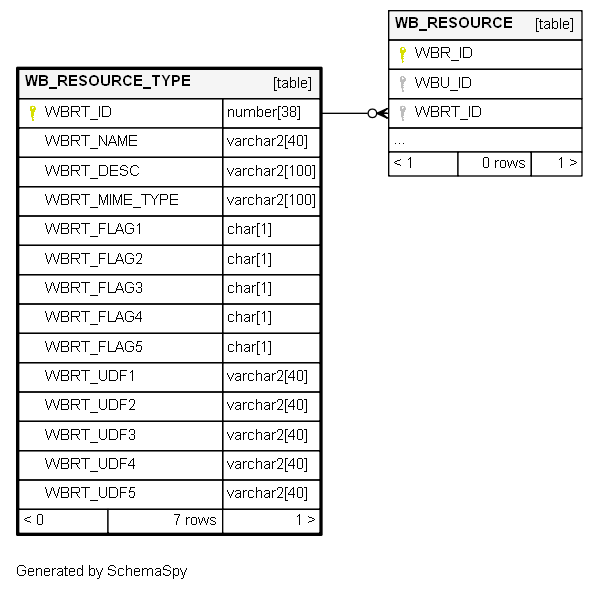 WB_RESOURCE [table]
WBR_ID
WBU_ID
WBRT_ID
...
< 1 0 rows 1 >
WB_RESOURCE_TYPE [table]
WBRT_ID number[38]
WBRT_NAME varchar2[40]
WBRT_DESC varchar2[100]
WBRT_MIME_TYPE varchar2[100]
WBRT_FLAG1 char[1]
WBRT_FLAG2 char[1]
WBRT_FLAG3 char[1]
WBRT_FLAG4 char[1]
WBRT_FLAG5 char[1]
WBRT_UDF1 varchar2[40]
WBRT_UDF2 varchar2[40]
WBRT_UDF3 varchar2[40]
WBRT_UDF4 varchar2[40]
WBRT_UDF5 varchar2[40]
< 0 7 rows 1 >
Generated by SchemaSpy